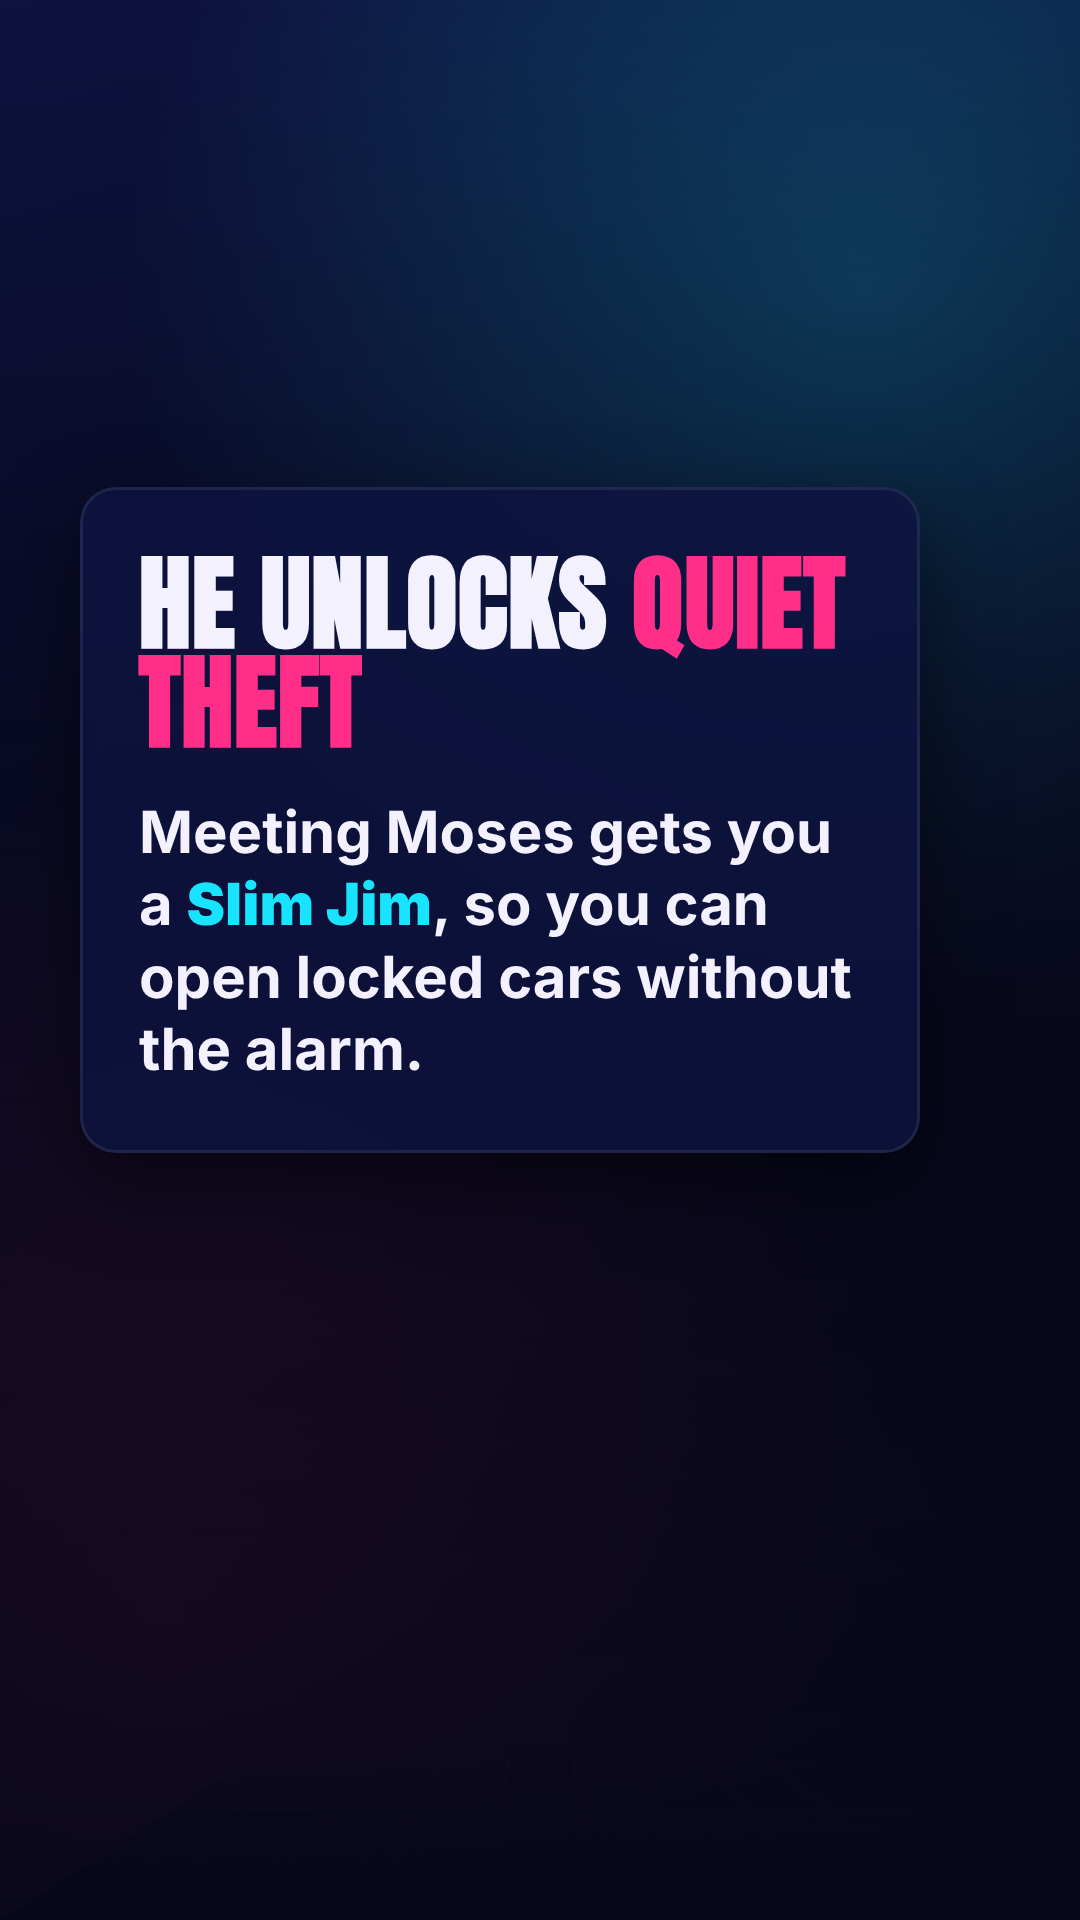 HE UNLOCKS QUIET
THEFT
Meeting Moses gets you
a Slim Jim, so you can
open locked cars without
the alarm.